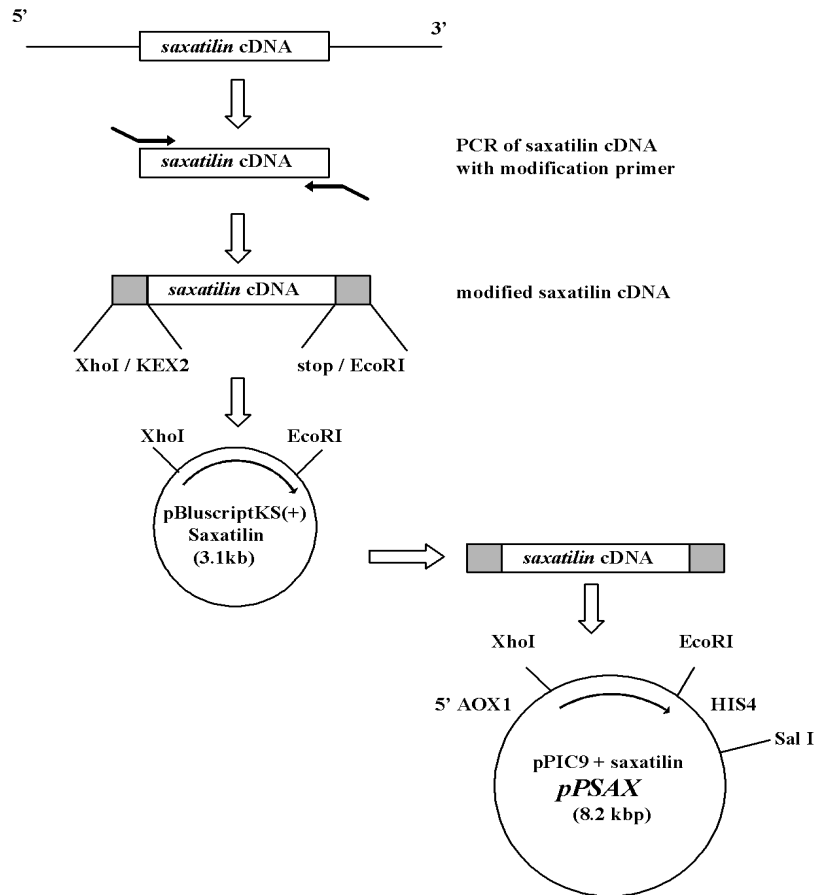 5’
3’
saxatilin cDNA
saxatilin cDNA
PCR of saxatilin cDNA
with modification primer
saxatilin cDNA
modified saxatilin cDNA
XhoI / KEX2
stop / EcoRI
XhoI
EcoRI
pBluscriptKS(+)
Saxatilin
(3.1kb)
saxatilin cDNA
XhoI
EcoRI
5’ AOX1
HIS4
Sal I
pPIC9 + saxatilin
pPSAX
(8.2 kbp)